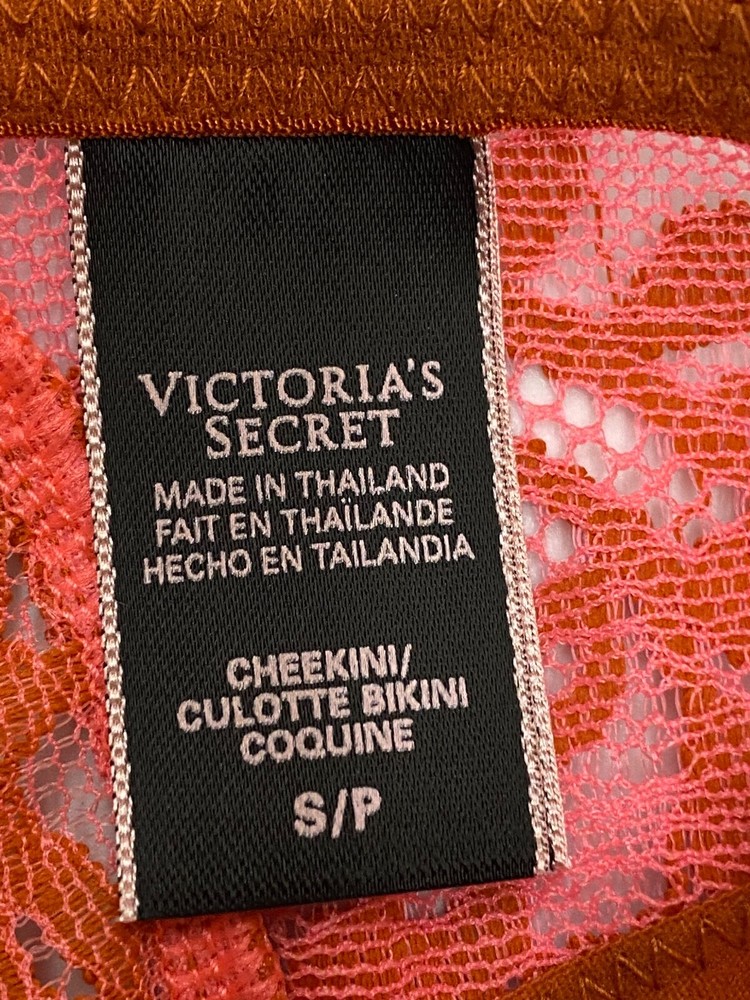 VICTORIA'S
SECRET
MADE IN THAILAND
FAIT EN THAÏLANDE
HECHO EN TAILANDIA
CHEEKINI/
CULOTTE BIKINI
COQUINE
S/P